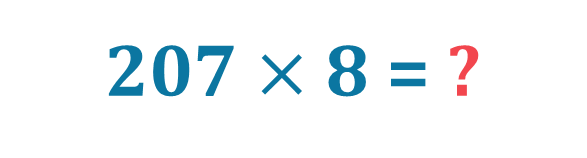 207 × 8 = ?